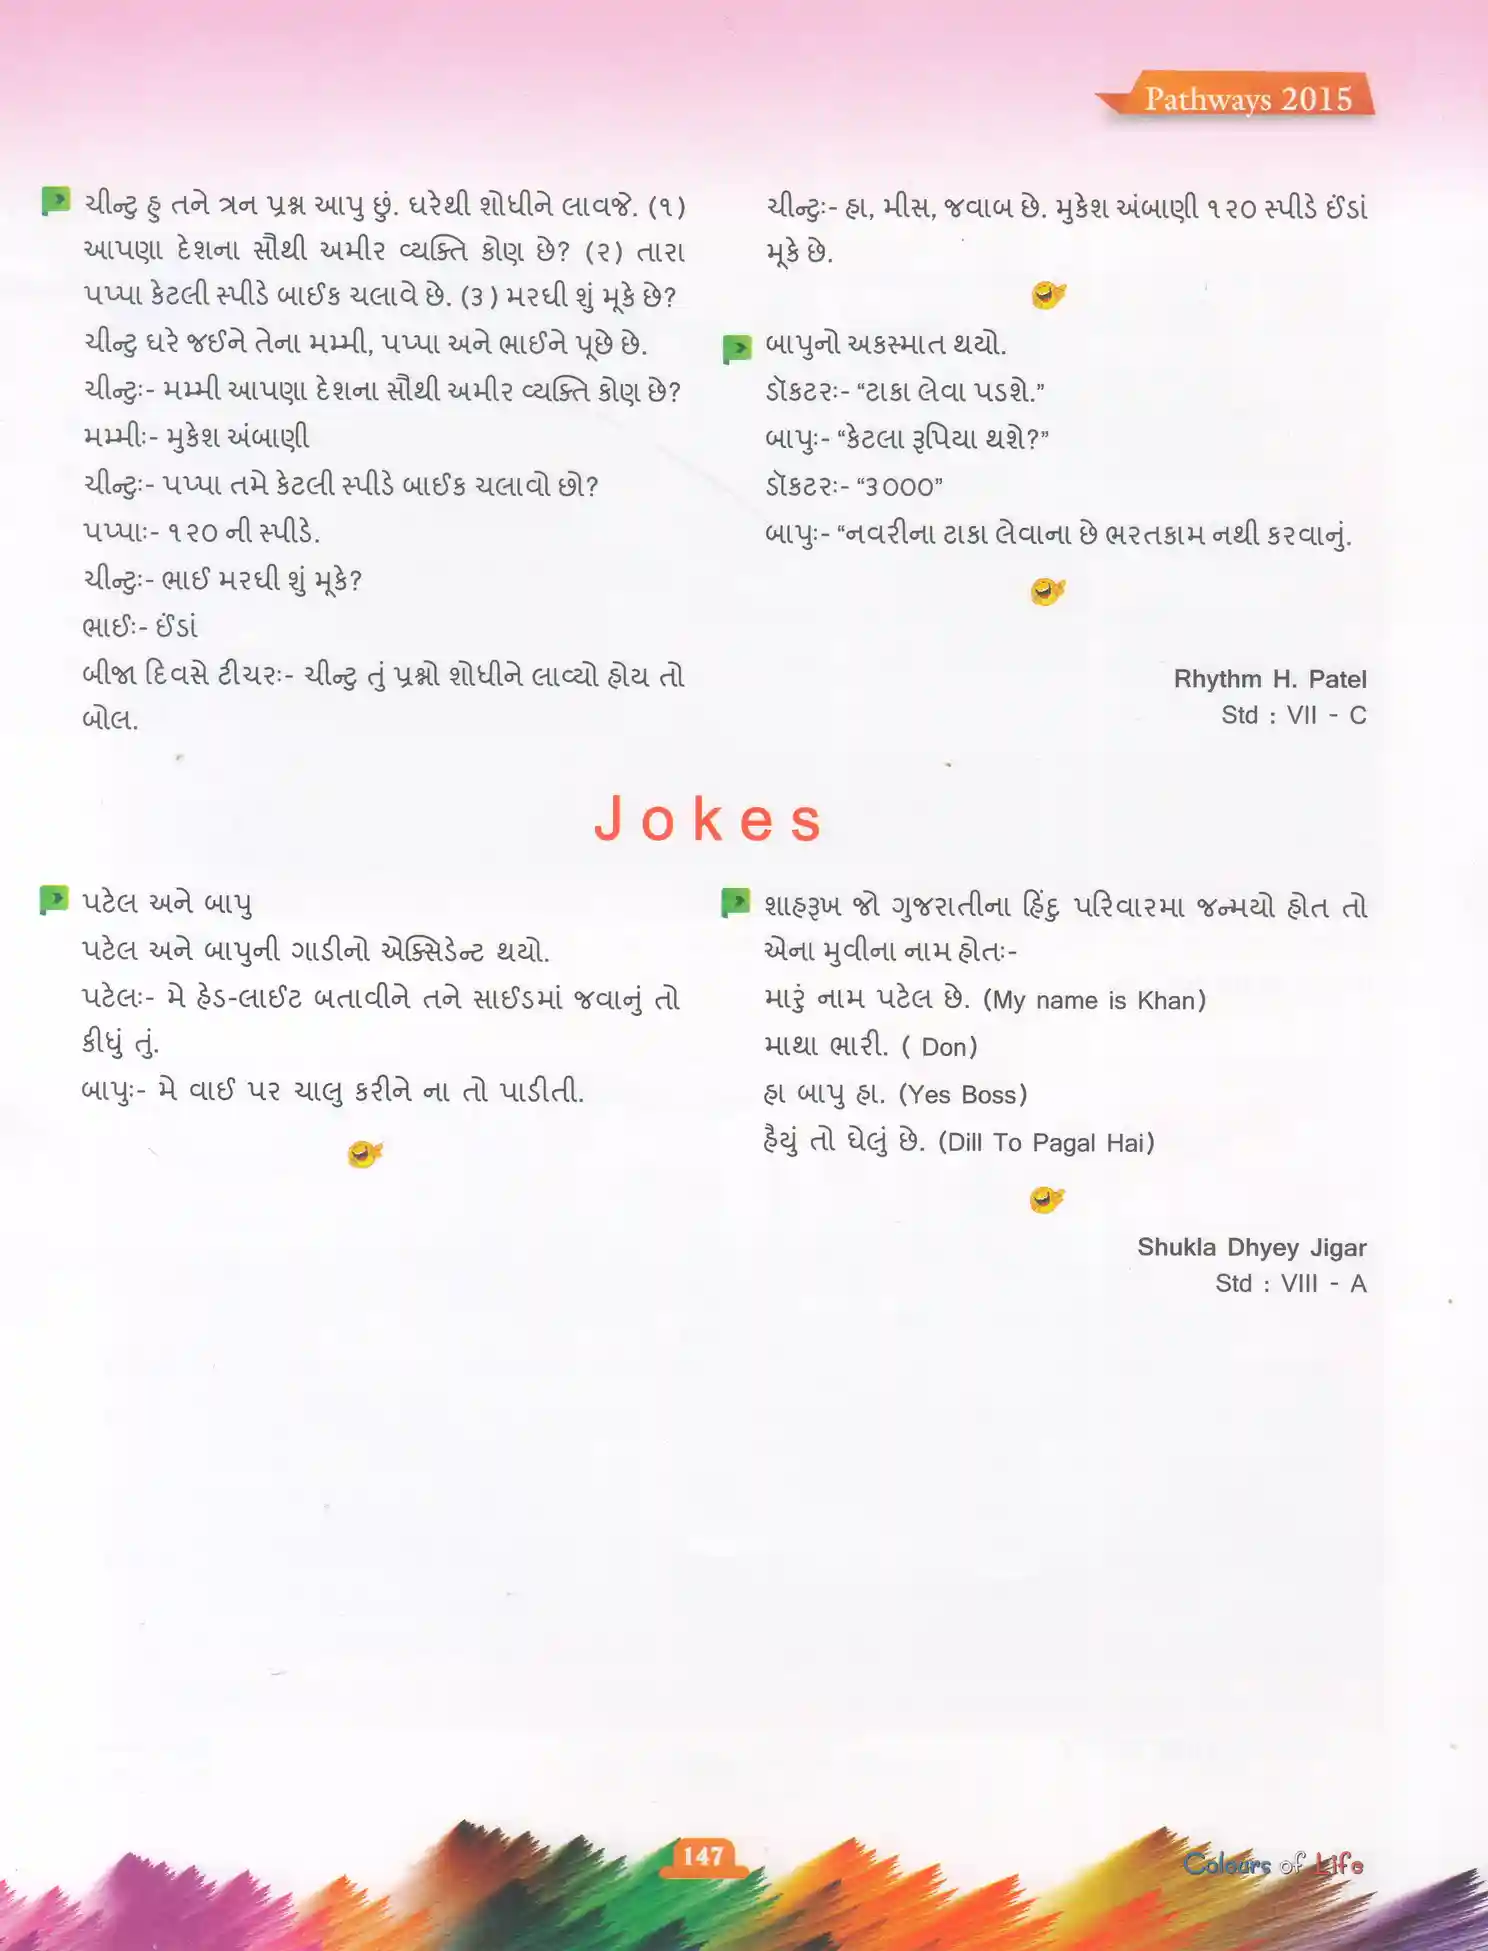 Pathways 2015
ચીન્ટુ હુ તને ત્રન પ્રશ્ન આપુ છું. ઘરેથી શોધીને લાવજે. (૧)
આપણા દેશના સૌથી અમીર વ્યક્તિ કોણ છે? (૨) તારા
પપ્પા કેટલી સ્પીડે બાઈક ચલાવે છે. (૩) મરઘી શું મૂકે છે?
ચીન્ટુ ઘરે જઈને તેના મમ્મી, પપ્પા અને ભાઈને પૂછે છે.
ચીન્ટુઃ- મમ્મી આપણા દેશના સૌથી અમીર વ્યક્તિ કોણ છે?
મમ્મીઃ- મુકેશ અંબાણી
ચીન્ટુઃ- પપ્પા તમે કેટલી સ્પીડે બાઈક ચલાવો છો?
પપ્પાઃ- ૧૨૦ ની સ્પીડે.
ચીન્ટુઃ- ભાઈ મરઘી શું મૂકે?
ભાઈઃ- ઈંડાં
બીજા દિવસે ટીચરઃ- ચીન્ટુ તું પ્રશ્નો શોધીને લાવ્યો હોય તો
બોલ.
ચીન્ટુઃ- હા, મીસ, જવાબ છે. મુકેશ અંબાણી ૧૨૦ સ્પીડે ઈંડાં
મૂકે છે.
બાપુનો અકસ્માત થયો.
ડૉકટરઃ- “ટાકા લેવા પડશે.”
બાપુઃ- “કેટલા રૂપિયા થશે?”
ડૉકટરઃ- “3000”
બાપુઃ- “નવરીના ટાકા લેવાના છે ભરતકામ નથી કરવાનું.
Rhythm H. Patel
Std : VII - C
Jokes
પટેલ અને બાપુ
પટેલ અને બાપુની ગાડીનો એક્સિડેન્ટ થયો.
પટેલઃ- મે હેડ-લાઈટ બતાવીને તને સાઈડમાં જવાનું તો
કીધું તું.
બાપુઃ- મે વાઈ પર ચાલુ કરીને ના તો પાડીતી.
શાહરૂખ જો ગુજરાતીના હિંદુ પરિવારમા જન્મયો હોત તો
એના મુવીના નામ હોતઃ-
મારું નામ પટેલ છે. (My name is Khan)
માથા ભારી. ( Don)
હા બાપુ હા. (Yes Boss)
હૈયું તો ઘેલું છે. (Dill To Pagal Hai)
Shukla Dhyey Jigar
Std : VIII - A
147
Colours of Life